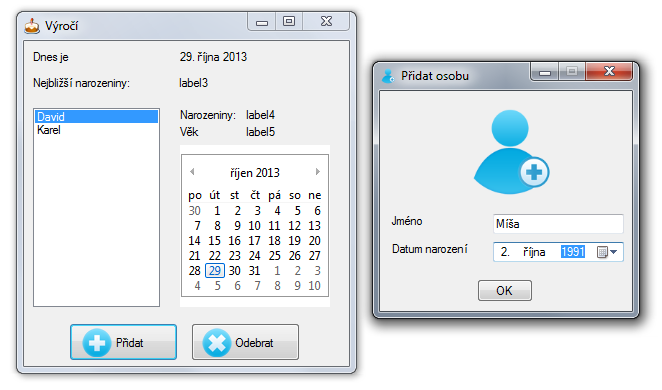 Výročí
Dnes je 29. října 2013
Nejbližší narozeniny: label3
David
Karel
Narozeniny: label4
Věk label5
říjen 2013
po út st čt pá so ne
30 1 2 3 4 5 6
7 8 9 10 11 12 13
14 15 16 17 18 19 20
21 22 23 24 25 26 27
28 29 30 31 1 2 3
4 5 6 7 8 9 10
Přidat
Odebrat
Přidat osobu
Jméno Míša
Datum narození 2. října 1991
OK